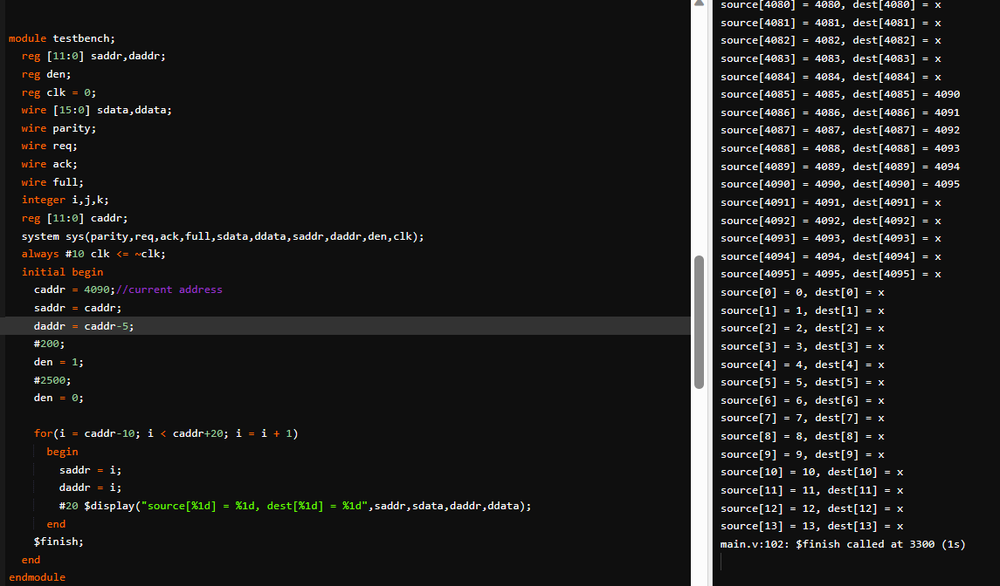 module testbench;
reg [11:0] saddr,daddr;
reg den;
reg clk = 0;
wire [15:0] sdata,ddata;
wire parity;
wire req;
wire ack;
wire full;
integer i,j,k;
reg [11:0] caddr;
system sys(parity,req,ack,full,sdata,ddata,saddr,daddr,den,clk);
always #10 clk <= ~clk;
initial begin
caddr = 4090;//current address
saddr = caddr;
daddr = caddr-5;
#200;
den = 1;
#2500;
den = 0;
for(i = caddr-10; i < caddr+20; i = i + 1)
begin
saddr = i;
daddr = i;
#20 $display("source[%1d] = %1d, dest[%1d] = %1d",saddr,sdata,daddr,ddata);
end
$finish;
end
endmodule
source[4080] = 4080, dest[4080] = x
source[4081] = 4081, dest[4081] = x
source[4082] = 4082, dest[4082] = x
source[4083] = 4083, dest[4083] = x
source[4084] = 4084, dest[4084] = x
source[4085] = 4085, dest[4085] = 4090
source[4086] = 4086, dest[4086] = 4091
source[4087] = 4087, dest[4087] = 4092
source[4088] = 4088, dest[4088] = 4093
source[4089] = 4089, dest[4089] = 4094
source[4090] = 4090, dest[4090] = 4095
source[4091] = 4091, dest[4091] = x
source[4092] = 4092, dest[4092] = x
source[4093] = 4093, dest[4093] = x
source[4094] = 4094, dest[4094] = x
source[4095] = 4095, dest[4095] = x
source[0] = 0, dest[0] = x
source[1] = 1, dest[1] = x
source[2] = 2, dest[2] = x
source[3] = 3, dest[3] = x
source[4] = 4, dest[4] = x
source[5] = 5, dest[5] = x
source[6] = 6, dest[6] = x
source[7] = 7, dest[7] = x
source[8] = 8, dest[8] = x
source[9] = 9, dest[9] = x
source[10] = 10, dest[10] = x
source[11] = 11, dest[11] = x
source[12] = 12, dest[12] = x
source[13] = 13, dest[13] = x
main.v:102: $finish called at 3300 (1s)